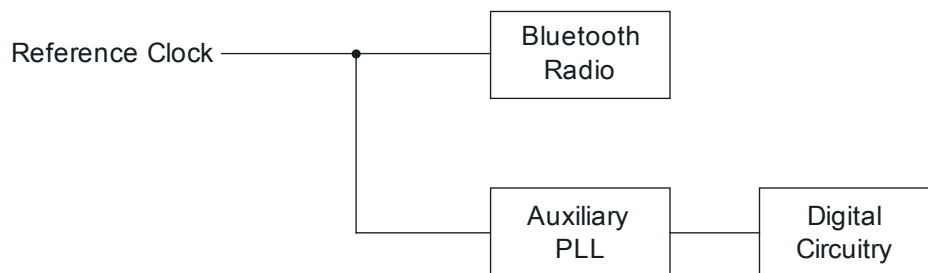 Reference Clock
Bluetooth
Radio
Auxiliary
PLL
Digital
Circuitry